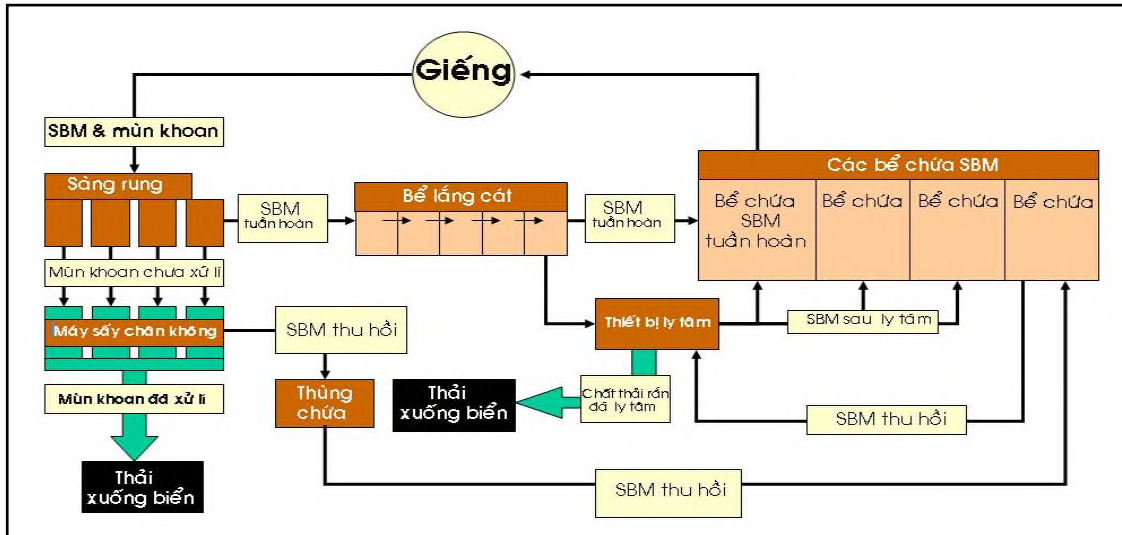 Giếng
SBM & mùn khoan
Sàng rung
SBM
tuần hoàn
Bể lắng cát
SBM
tuần hoàn
Các bể chứa SBM
Bể chứa
SBM
tuần hoàn
Bể chứa
Bể chứa
Bể chứa
Mùn khoan chưa xử lí
Máy sấy chân không
SBM thu hồi
Thiết bị ly tâm
SBM sau ly tâm
Mùn khoan đã xử lí
Thùng
chứa
Thải
xuống biển
Chất thải rắn
đã ly tâm
SBM thu hồi
Thải
xuống biển
SBM thu hồi